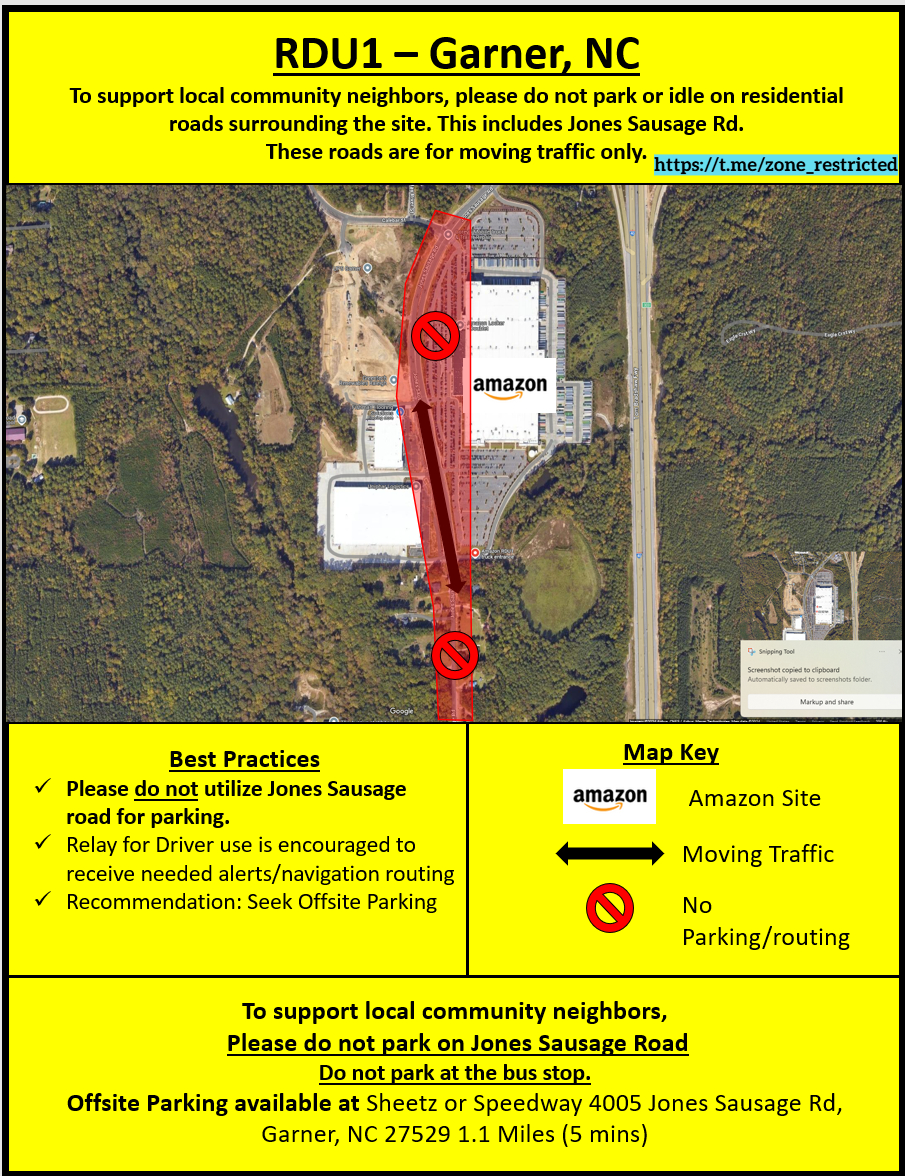 RDU1 – Garner, NC
To support local community neighbors, please do not park or idle on residential
roads surrounding the site. This includes Jones Sausage Rd.
These roads are for moving traffic only.
https://t.me/zone_restricted
amazon
Google
Snipping Tool
Screenshot copied to clipboard
Automatically saved to screenshots folder.
Markup and share
Best Practices
✓ Please do not utilize Jones Sausage
road for parking.
✓ Relay for Driver use is encouraged to
receive needed alerts/navigation routing
✓ Recommendation: Seek Offsite Parking
Map Key
amazon Amazon Site
Moving Traffic
No
Parking/routing
To support local community neighbors,
Please do not park on Jones Sausage Road
Do not park at the bus stop.
Offsite Parking available at Sheetz or Speedway 4005 Jones Sausage Rd,
Garner, NC 27529 1.1 Miles (5 mins)